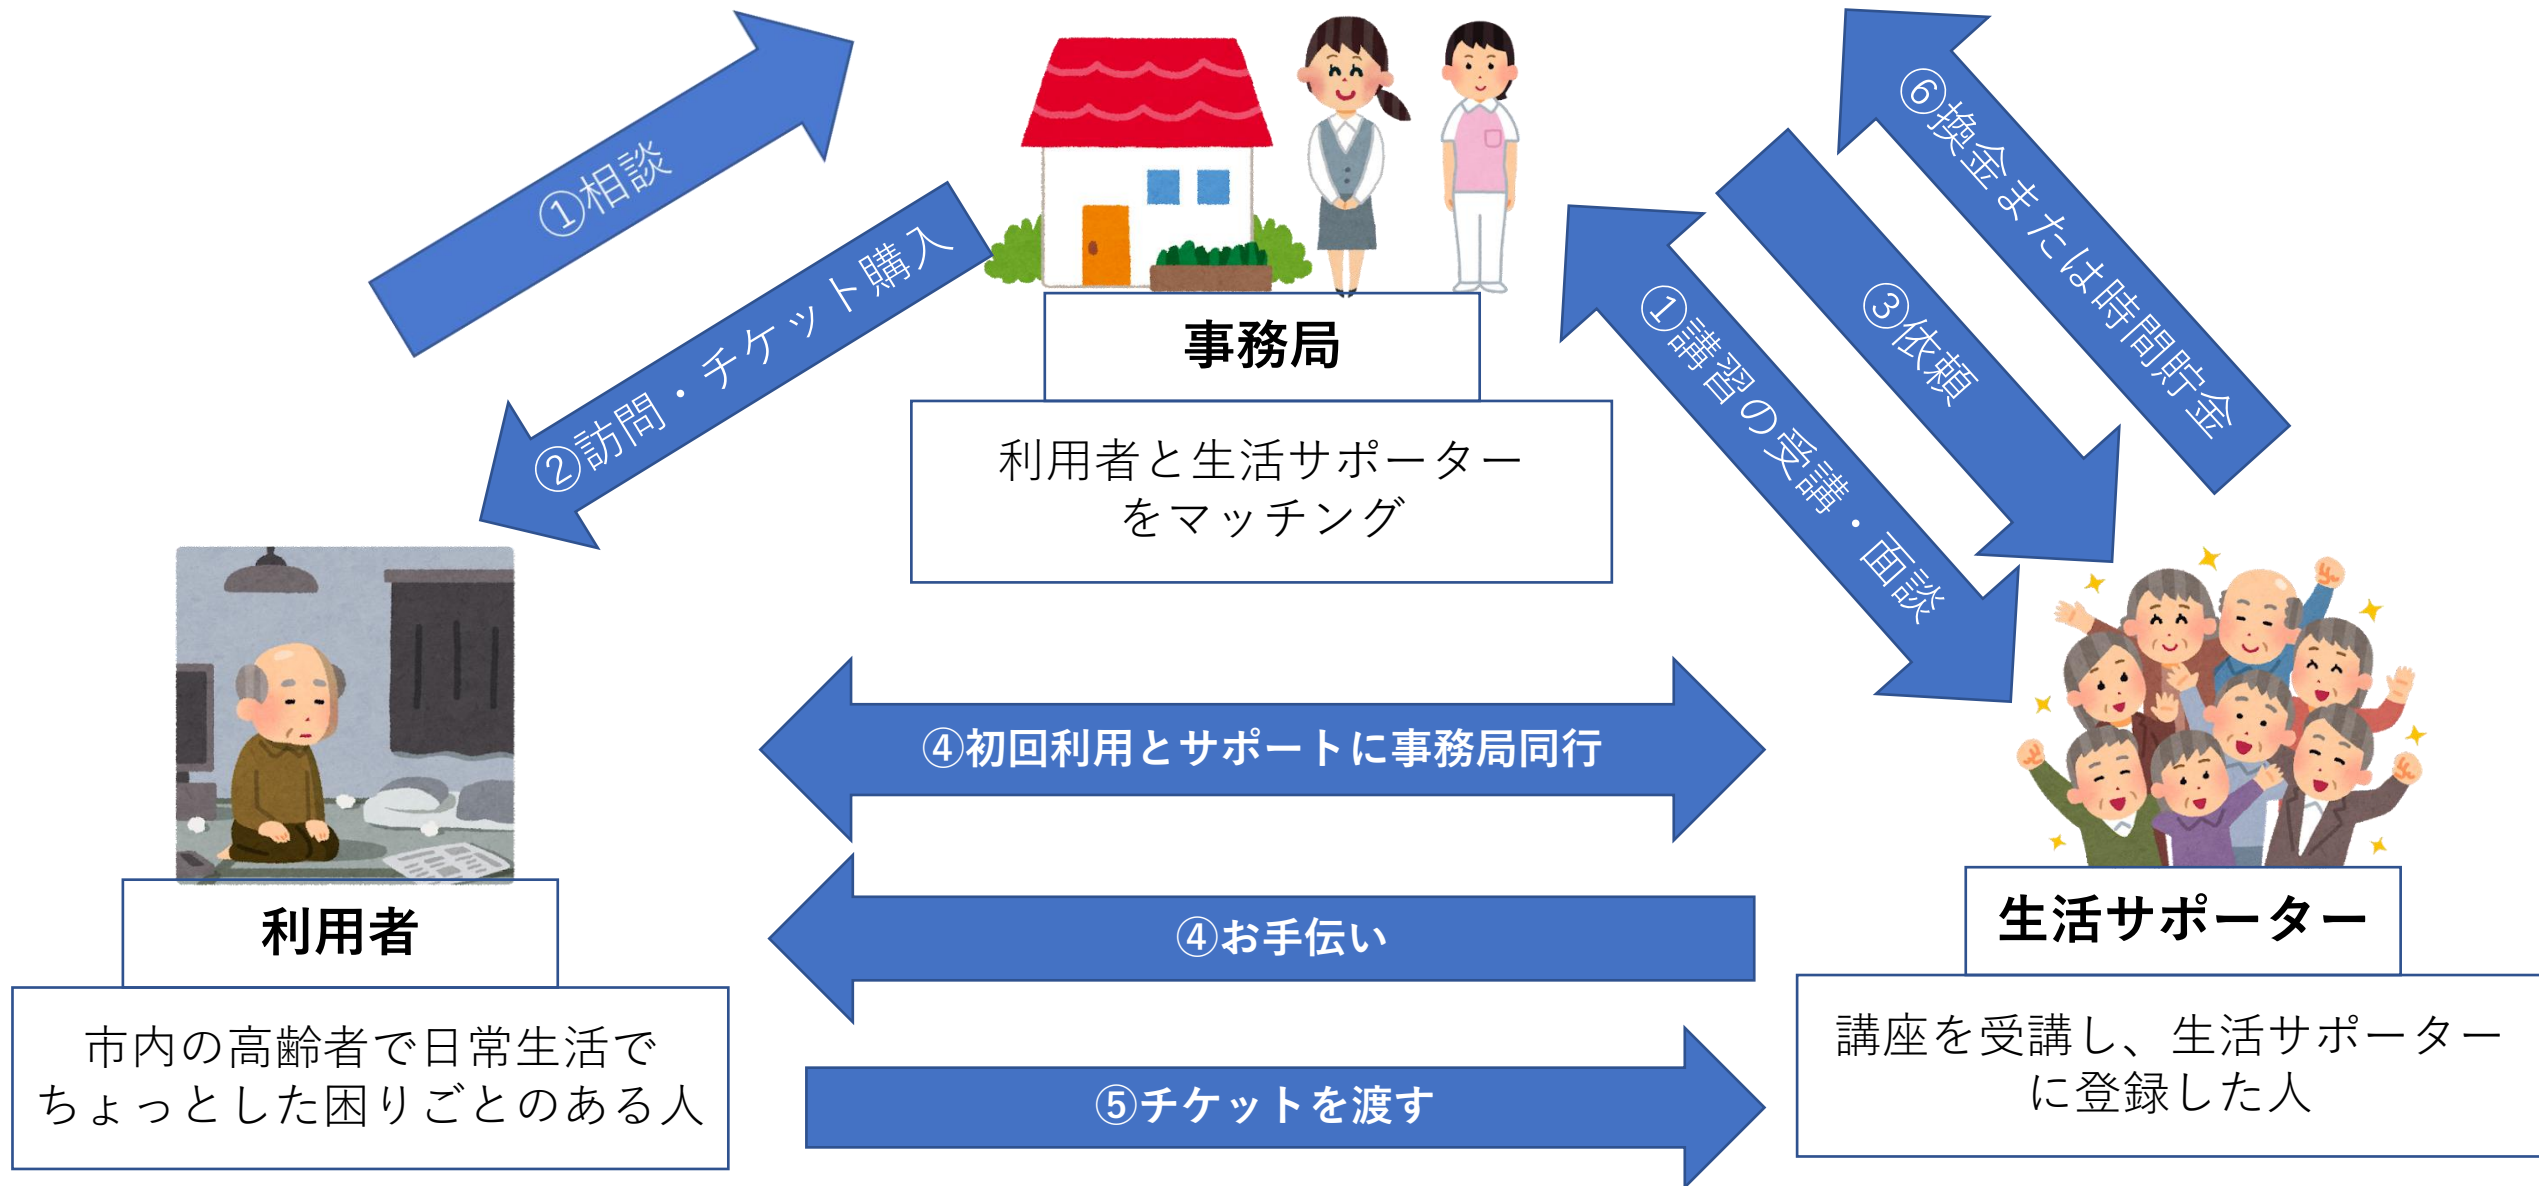 ①相談
②訪問・チケット購入
事務局
利用者と生活サポーター
をマッチング
①講習の受講・面談
③依頼
⑥換金または時間貯金
④初回利用とサポートに事務局同行
④お手伝い
⑤チケットを渡す
利用者
市内の高齢者で日常生活で
ちょっとした困りごとのある人
生活サポーター
講座を受講し、生活サポーター
に登録した人